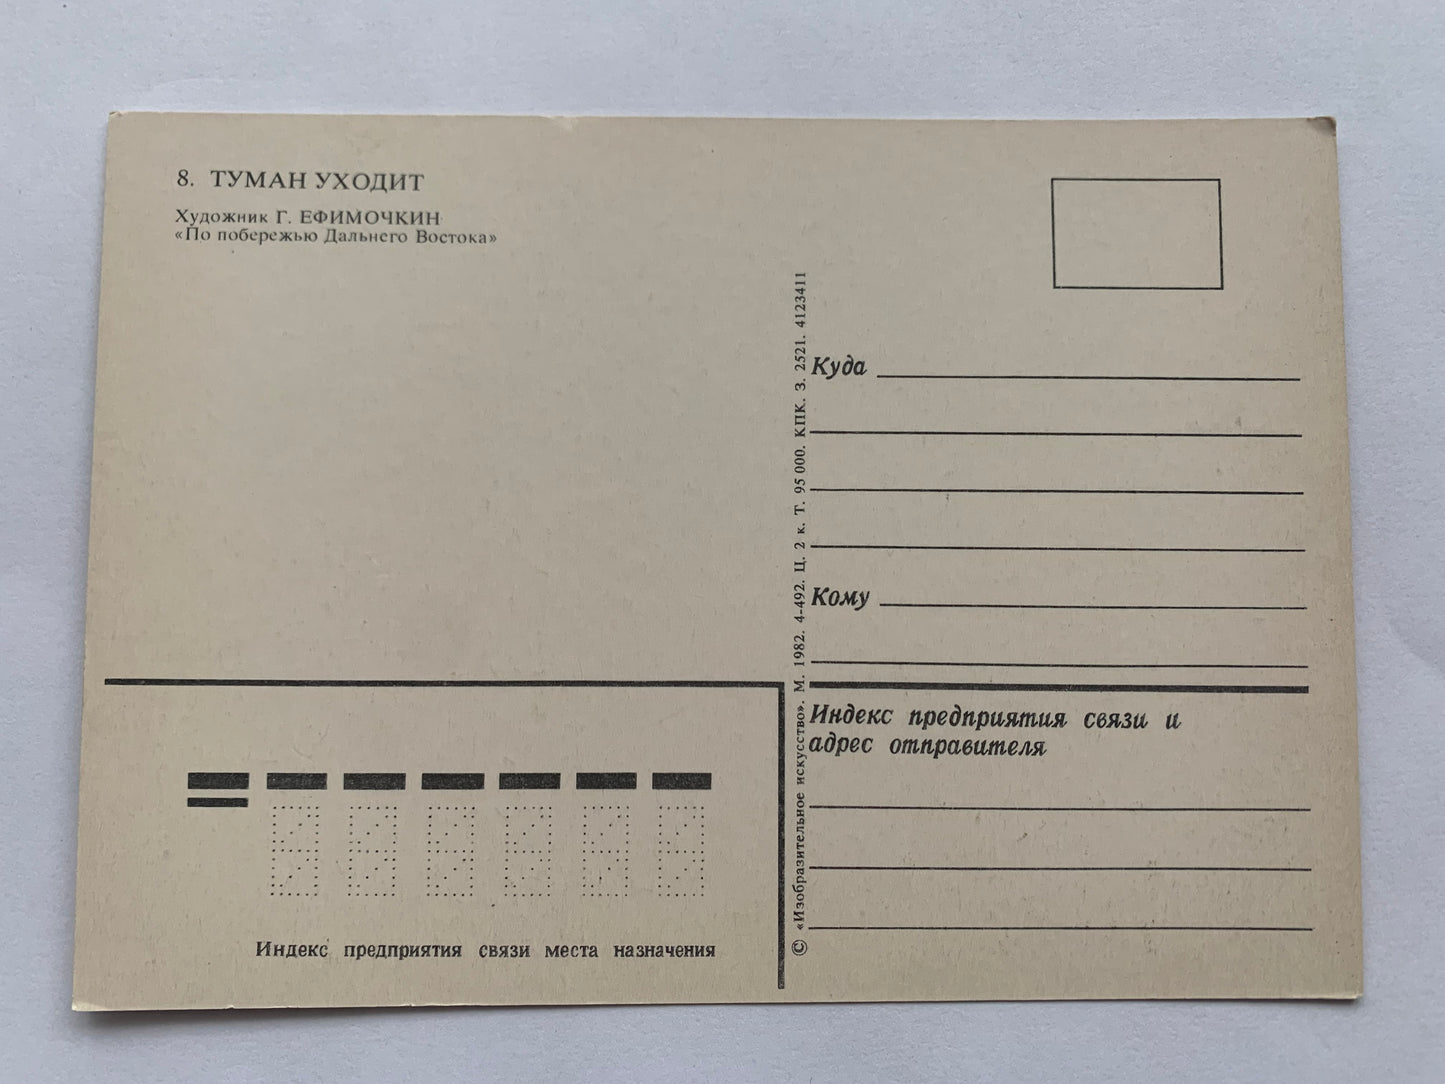 8. ТУМАН УХОДИТ
Художник Г. ЕФИМОЧКИН
«По побережью Дальнего Востока»
Куда
Кому
Индекс предприятия связи и
адрес отправителя
Индекс предприятия связи места назначения
© «Изобразительное искусство». М. 1982. 4-492. Ц. 2 к. Т. 95 000. КПК. З. 2521. 4123411